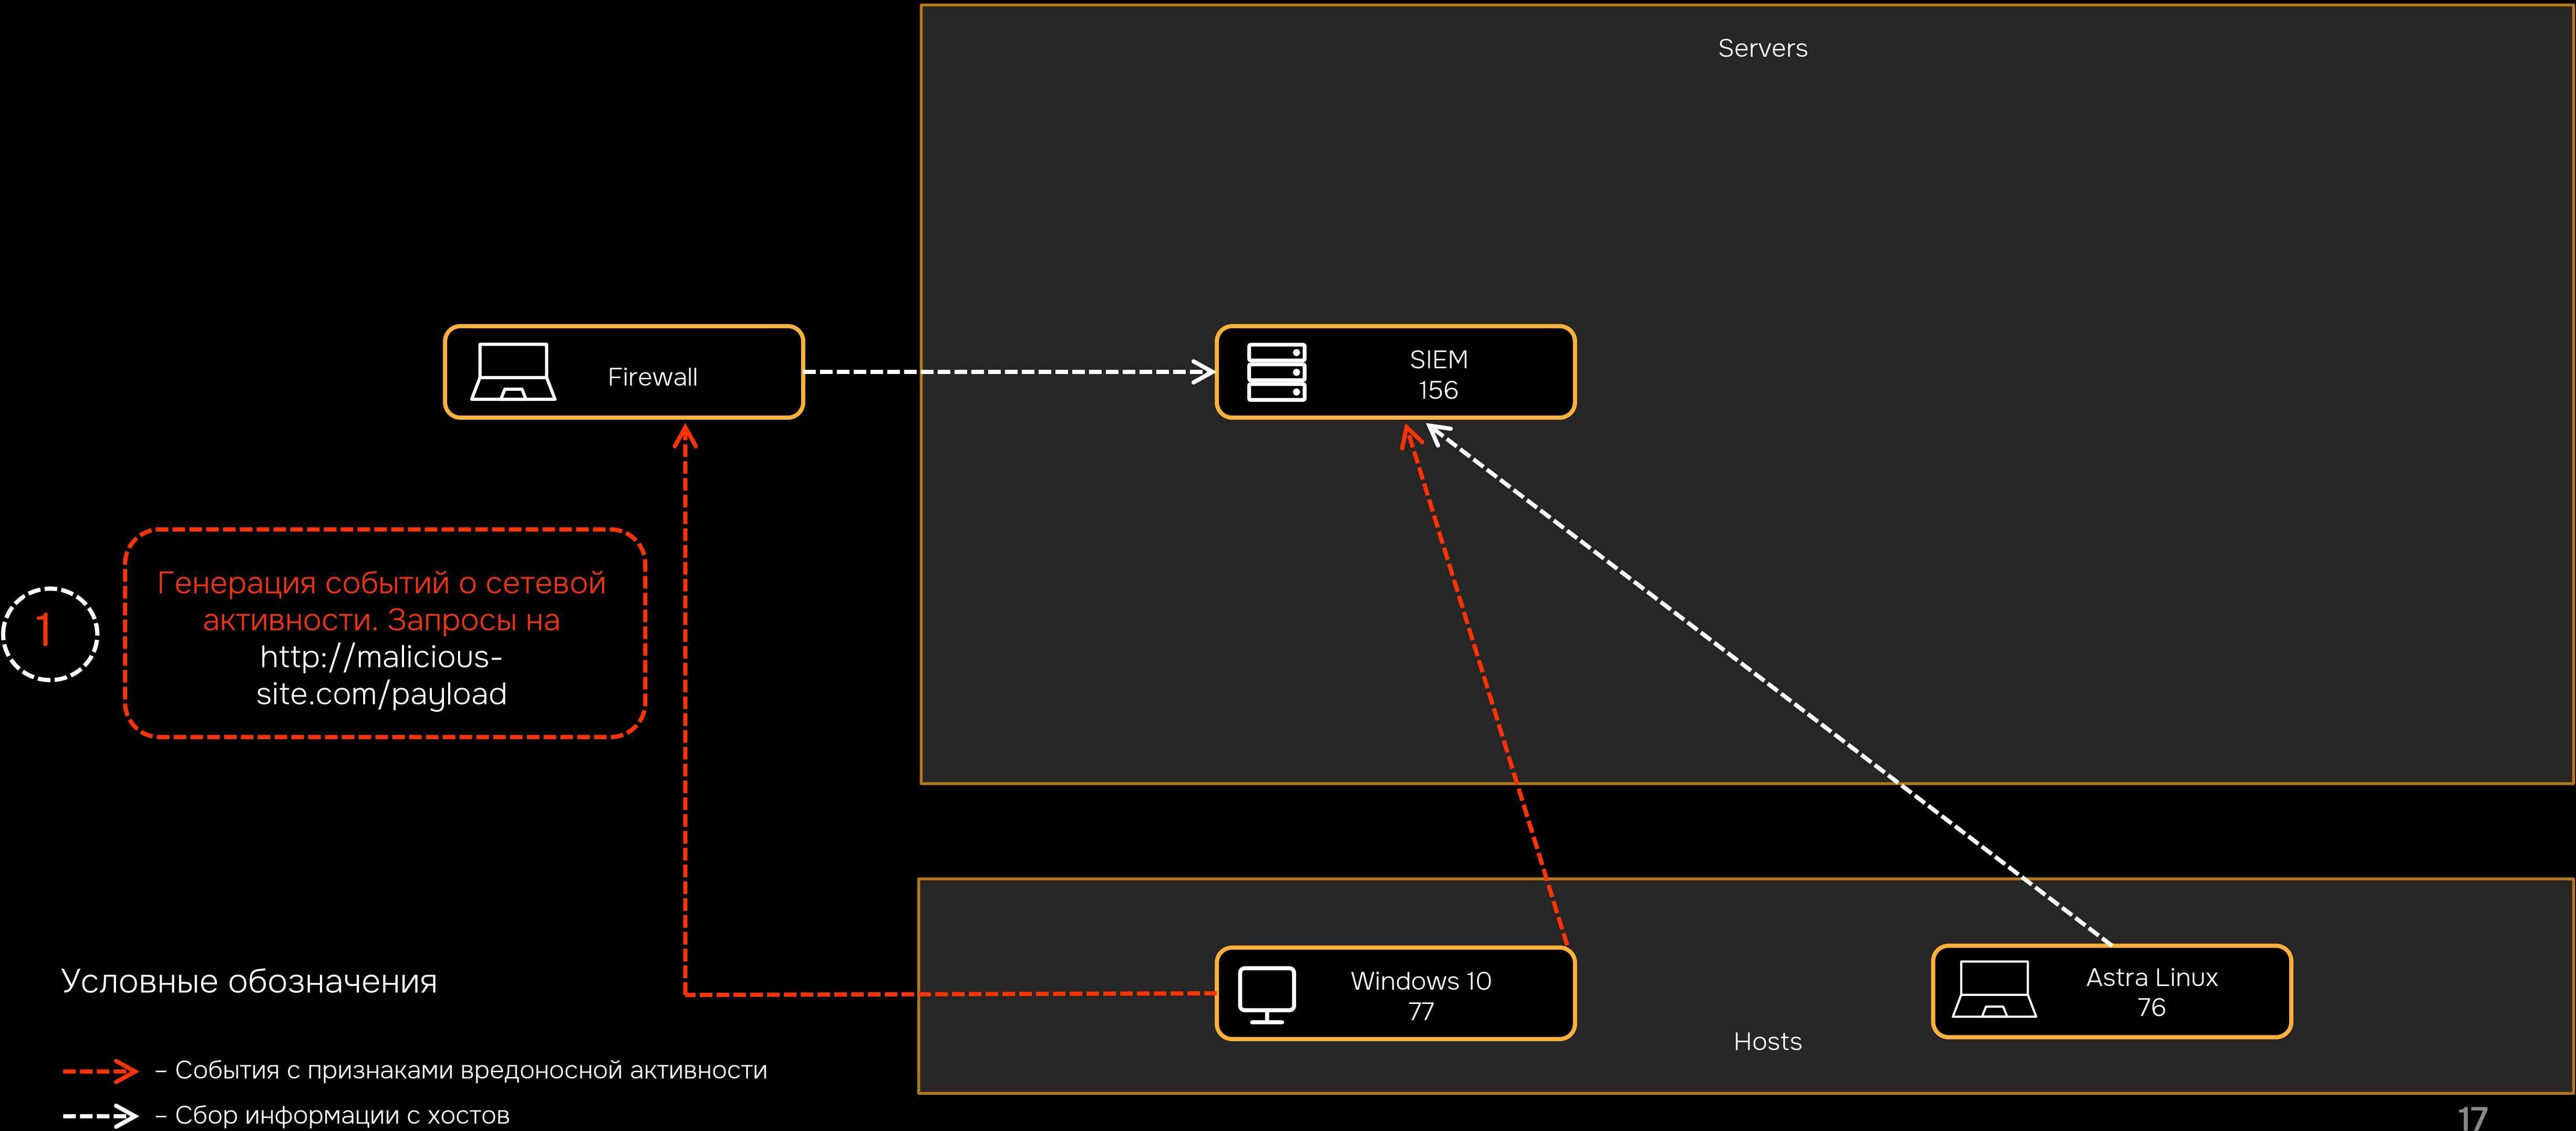 Servers
Firewall
SIEM
156
1
Генерация событий о сетевой
активности. Запросы на
http://malicious-
site.com/payload
Windows 10
77
Astra Linux
76
Hosts
Условные обозначения
– События с признаками вредоносной активности
– Сбор информации с хостов
17